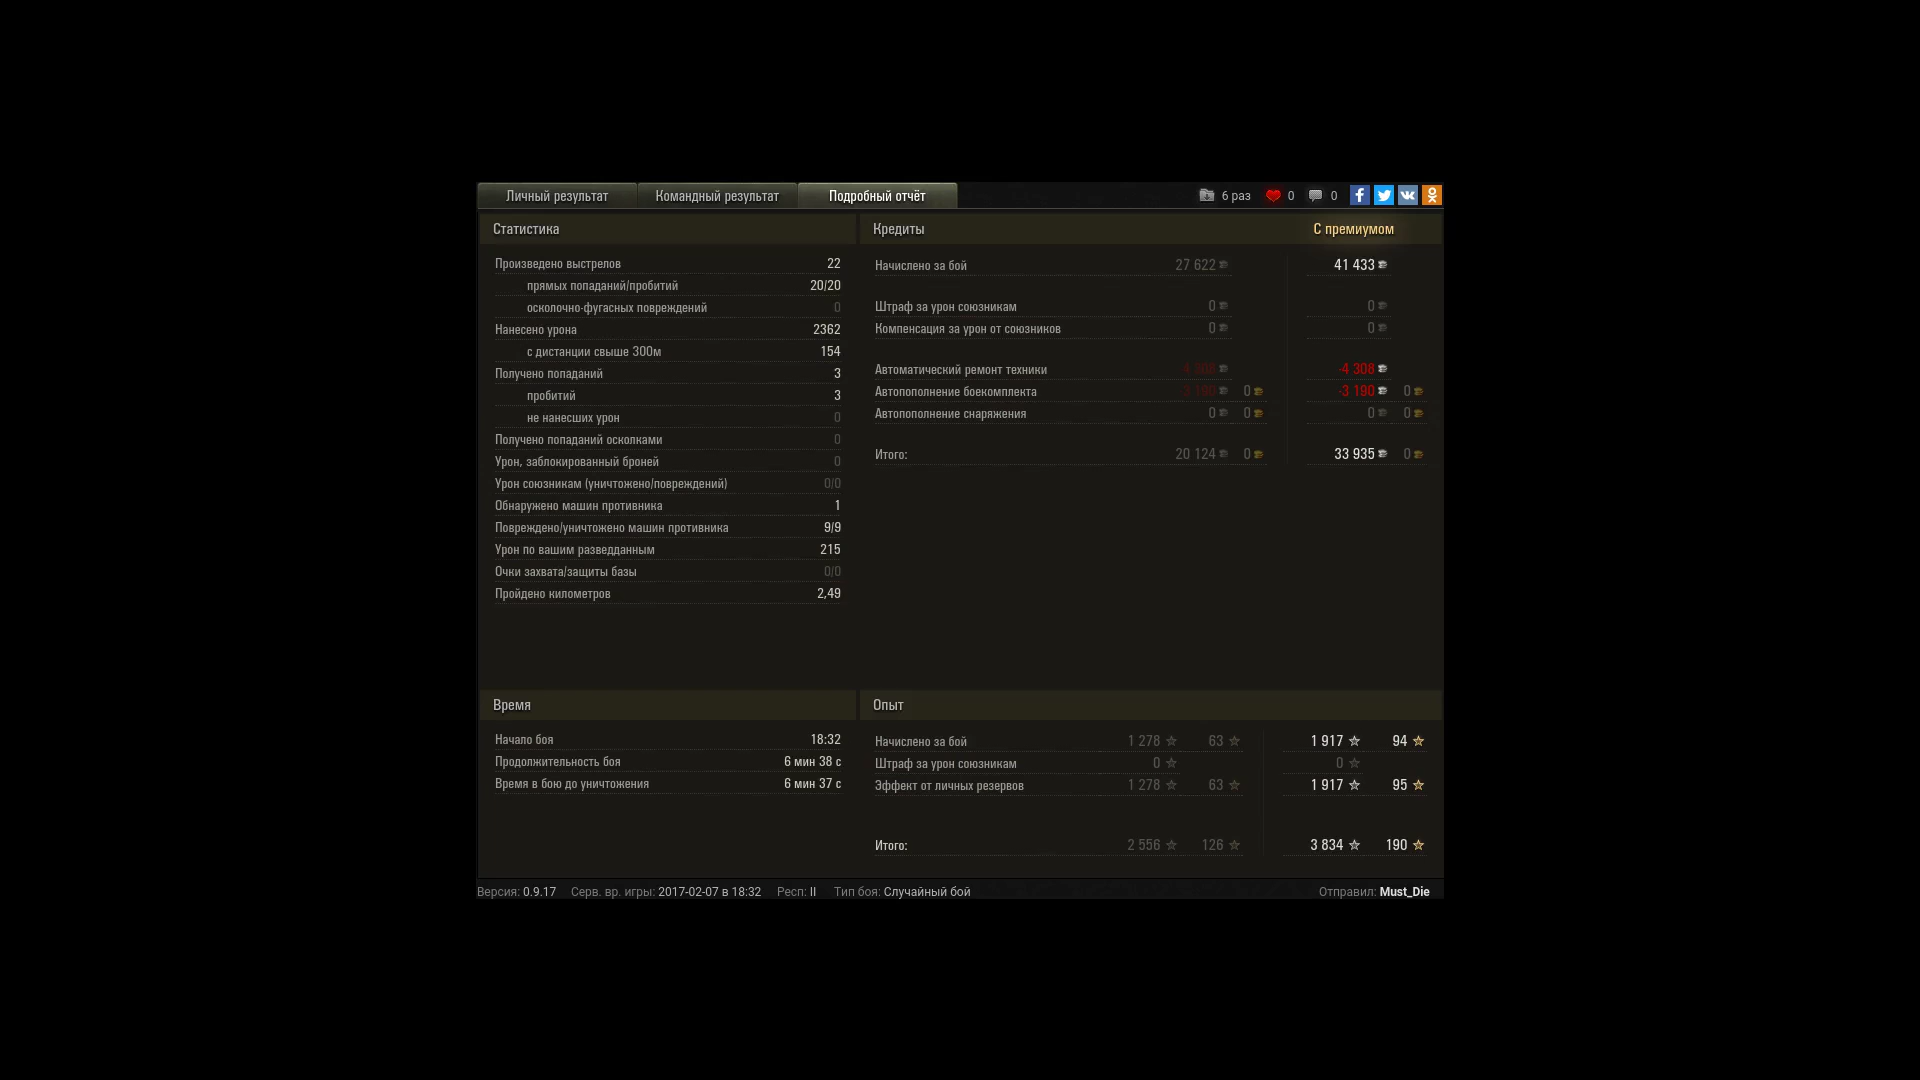 Личный результат Командный результат Подробный отчёт 6 раз 0 0
Статистика
Произведено выстрелов 22
прямых попаданий/пробитий 20/20
осколочно-фугасных повреждений 0
Нанесено урона 2362
с дистанции свыше 300м 154
Получено попаданий 3
пробитий 3
не нанесших урон 0
Получено попаданий осколками 0
Урон, заблокированный броней 0
Урон союзникам (уничтожено/повреждений) 0/0
Обнаружено машин противника 1
Повреждено/уничтожено машин противника 9/9
Урон по вашим разведданным 215
Очки захвата/защиты базы 0/0
Пройдено километров 2,49
Кредиты С премиумом
Начислено за бой 27 622 41 433
Штраф за урон союзникам 0 0
Компенсация за урон от союзников 0 0
Автоматический ремонт техники -4 308 -4 308
Автопополнение боекомплекта -3 190 0 -3 190 0
Автопополнение снаряжения 0 0 0 0
Итого: 20 124 0 33 935 0
Время
Начало боя 18:32
Продолжительность боя 6 мин 38 с
Время в бою до уничтожения 6 мин 37 с
Опыт
Начислено за бой 1 278 63 1 917 94
Штраф за урон союзникам 0 0
Эффект от личных резервов 1 278 63 1 917 95
Итого: 2 556 126 3 834 190
Версия: 0.9.17 Серв. вр. игры: 2017-02-07 в 18:32 Респ: II Тип боя: Случайный бой Отправил: Must_Die